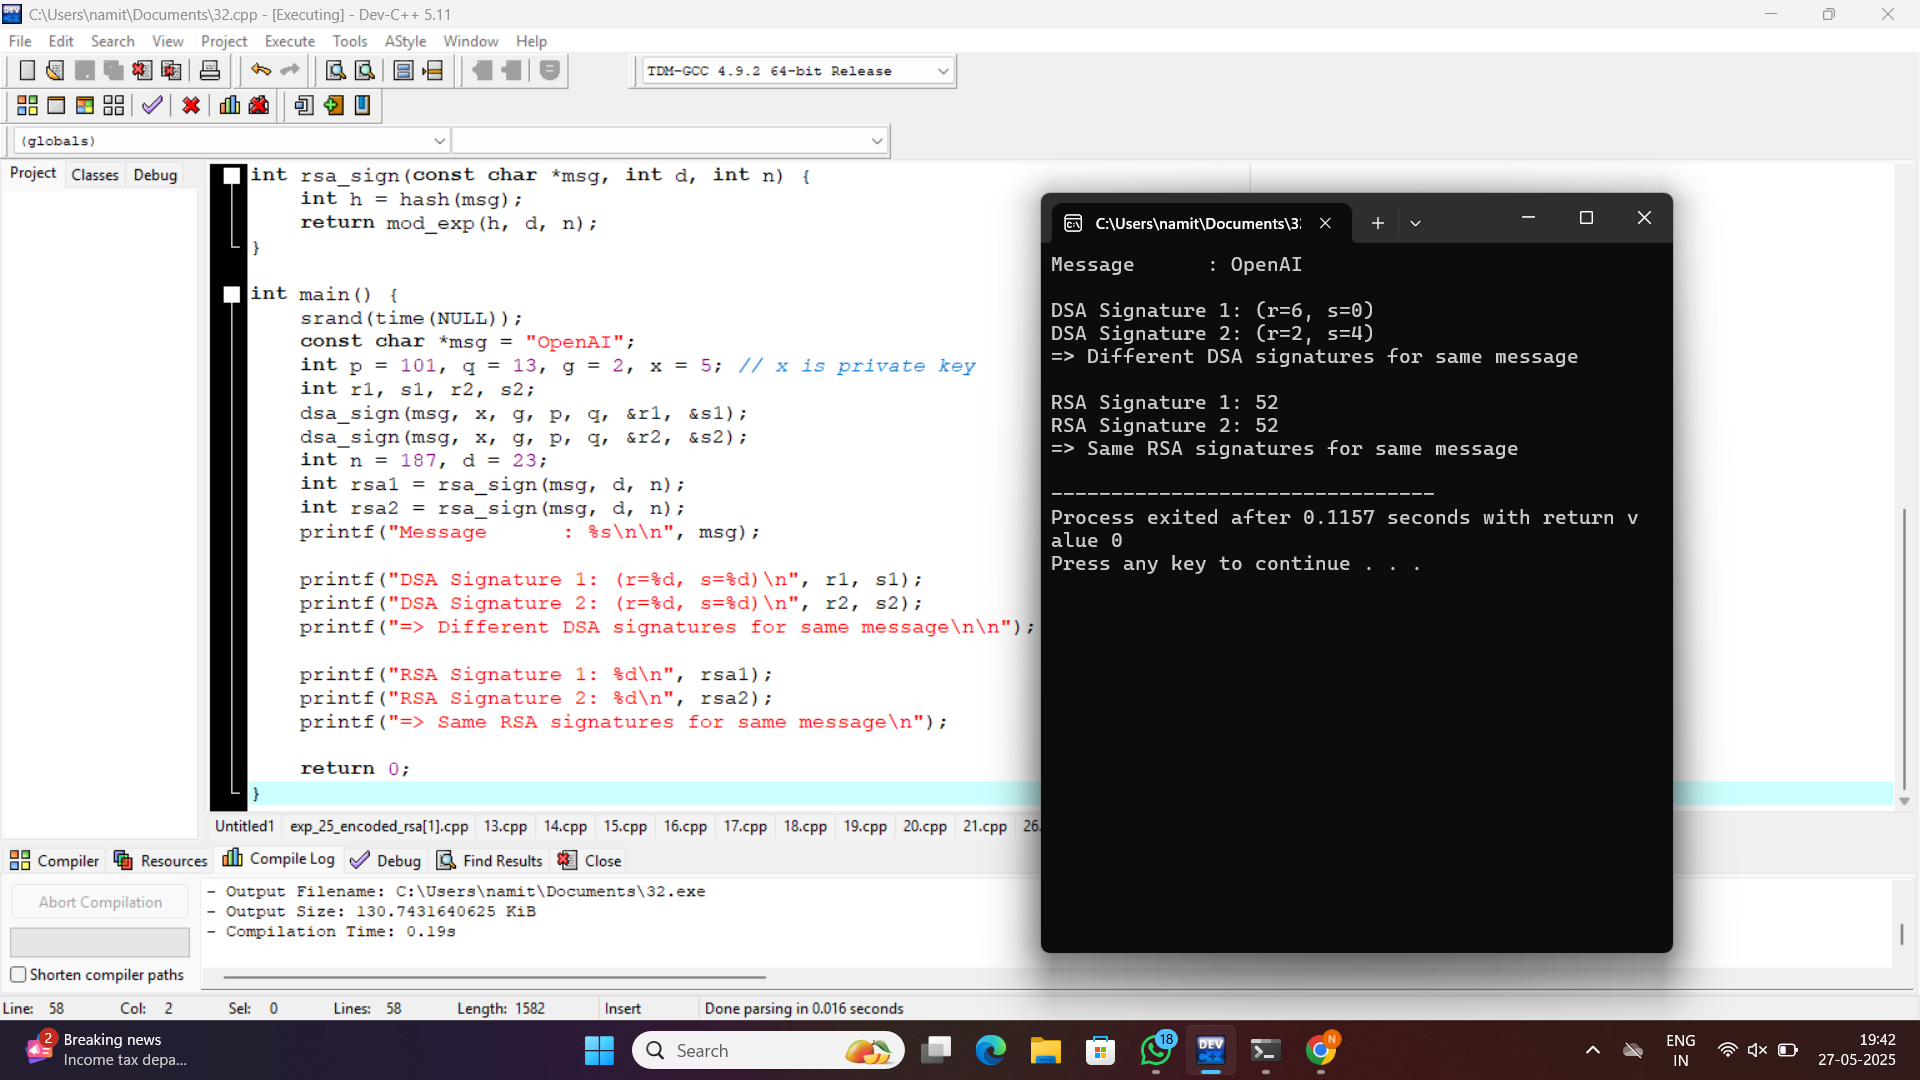 C:\Users\namit\Documents\32.cpp - [Executing] - Dev-C++ 5.11
File Edit Search View Project Execute Tools AStyle Window Help
TDM-GCC 4.9.2 64-bit Release
(globals)
Project Classes Debug
int rsa_sign(const char *msg, int d, int n) {
    int h = hash(msg);
    return mod_exp(h, d, n);
}
int main() {
    srand(time(NULL));
    const char *msg = "OpenAI";
    int p = 101, q = 13, g = 2, x = 5; // x is private key
    int r1, s1, r2, s2;
    dsa_sign(msg, x, g, p, q, &r1, &s1);
    dsa_sign(msg, x, g, p, q, &r2, &s2);
    int n = 187, d = 23;
    int rsa1 = rsa_sign(msg, d, n);
    int rsa2 = rsa_sign(msg, d, n);
    printf("Message      : %s\n\n", msg);
    printf("DSA Signature 1: (r=%d, s=%d)\n", r1, s1);
    printf("DSA Signature 2: (r=%d, s=%d)\n", r2, s2);
    printf("=> Different DSA signatures for same message\n\n");
    printf("RSA Signature 1: %d\n", rsa1);
    printf("RSA Signature 2: %d\n", rsa2);
    printf("=> Same RSA signatures for same message\n");
    return 0;
}
C:\Users\namit\Documents\32
Message      : OpenAI
DSA Signature 1: (r=6, s=0)
DSA Signature 2: (r=2, s=4)
=> Different DSA signatures for same message
RSA Signature 1: 52
RSA Signature 2: 52
=> Same RSA signatures for same message
--------------------------------
Process exited after 0.1157 seconds with return v
alue 0
Press any key to continue . . .
Untitled1 exp_25_encoded_rsa[1].cpp 13.cpp 14.cpp 15.cpp 16.cpp 17.cpp 18.cpp 19.cpp 20.cpp 21.cpp 26.
Compiler Resources Compile Log Debug Find Results Close
Abort Compilation
Shorten compiler paths
- Output Filename: C:\Users\namit\Documents\32.exe
- Output Size: 130.7431640625 KiB
- Compilation Time: 0.19s
Line: 58 Col: 2 Sel: 0 Lines: 58 Length: 1582 Insert Done parsing in 0.016 seconds
2
Breaking news
Income tax depa...
Search
18
DEV
N
ENG
IN
19:42
27-05-2025